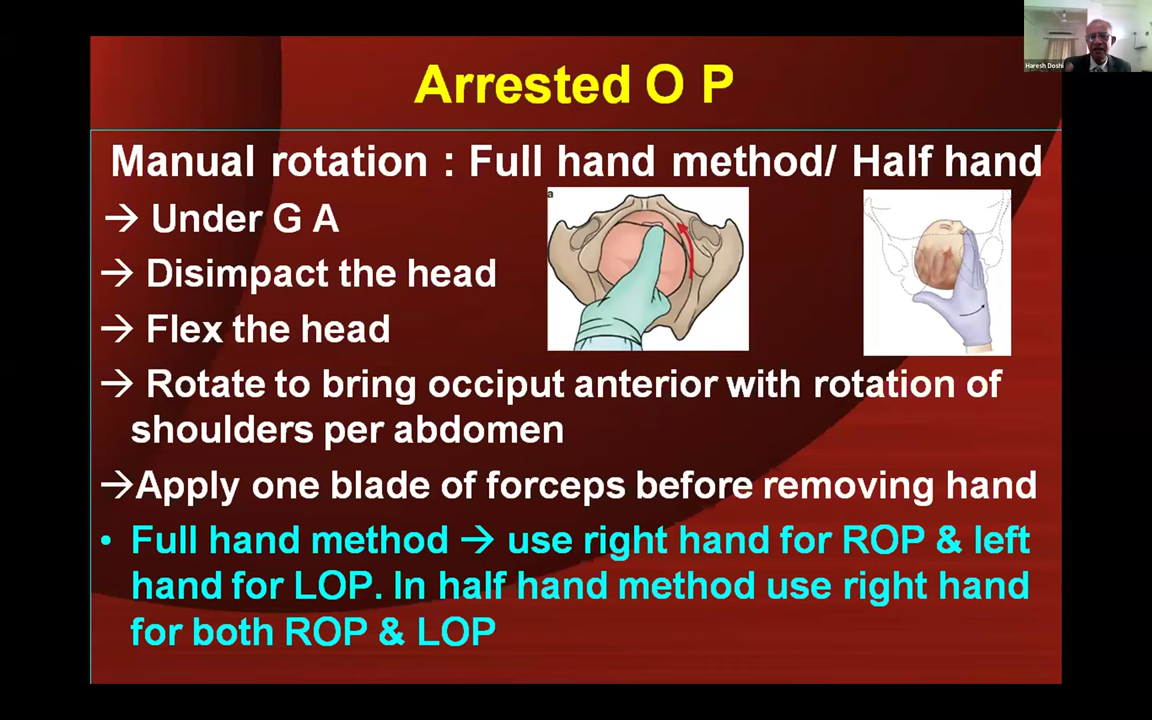 Haresh Doshi
Arrested O P
Manual rotation : Full hand method/ Half hand
→ Under G A
a
→ Disimpact the head
→ Flex the head
→ Rotate to bring occiput anterior with rotation of
shoulders per abdomen
→Apply one blade of forceps before removing hand
• Full hand method → use right hand for ROP & left
hand for LOP. In half hand method use right hand
for both ROP & LOP